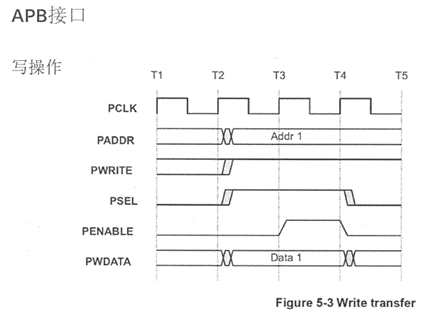 APB接口
写操作
T1 T2 T3 T4 T5
PCLK
PADDR Addr 1
PWRITE
PSEL
PENABLE
PWDATA Data 1
Figure 5-3 Write transfer